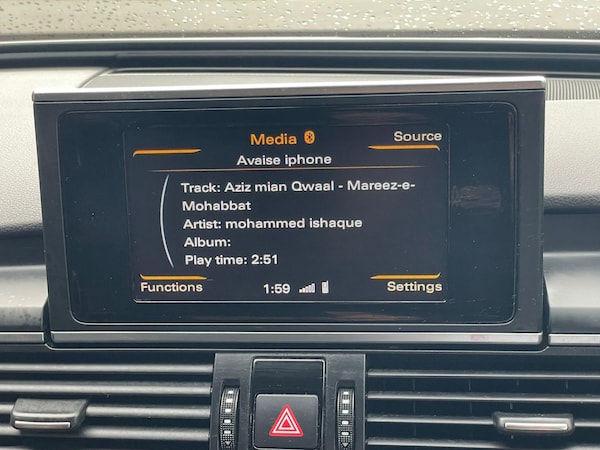 Media
Source
Avaise iphone
Track: Aziz mian Qwaal - Mareez-e-
Mohabbat
Artist: mohammed ishaque
Album:
Play time: 2:51
Functions
1:59
Settings